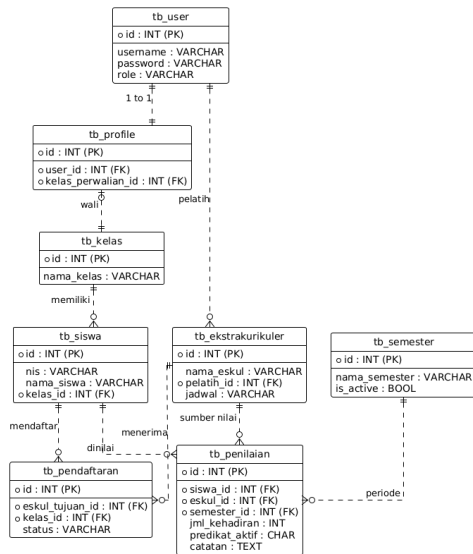 tb_user
id : INT (PK)
username : VARCHAR
password : VARCHAR
role : VARCHAR
1 to 1
tb_profile
id : INT (PK)
user_id : INT (FK)
kelas_perwalian_id : INT (FK)
pelatih
wali
tb_kelas
id : INT (PK)
nama_kelas : VARCHAR
memiliki
tb_siswa
id : INT (PK)
nis : VARCHAR
nama_siswa : VARCHAR
kelas_id : INT (FK)
tb_ekstrakurikuler
id : INT (PK)
nama_eskul : VARCHAR
pelatih_id : INT (FK)
jadwal : VARCHAR
tb_semester
id : INT (PK)
nama_semester : VARCHAR
is_active : BOOL
mendaftar
dinilai
menerima
sumber nilai
tb_pendaftaran
id : INT (PK)
eskul_tujuan_id : INT (FK)
kelas_id : INT (FK)
status : VARCHAR
tb_penilaian
id : INT (PK)
siswa_id : INT (FK)
eskul_id : INT (FK)
semester_id : INT (FK)
jml_kehadiran : INT
predikat_aktif : CHAR
catatan : TEXT
periode